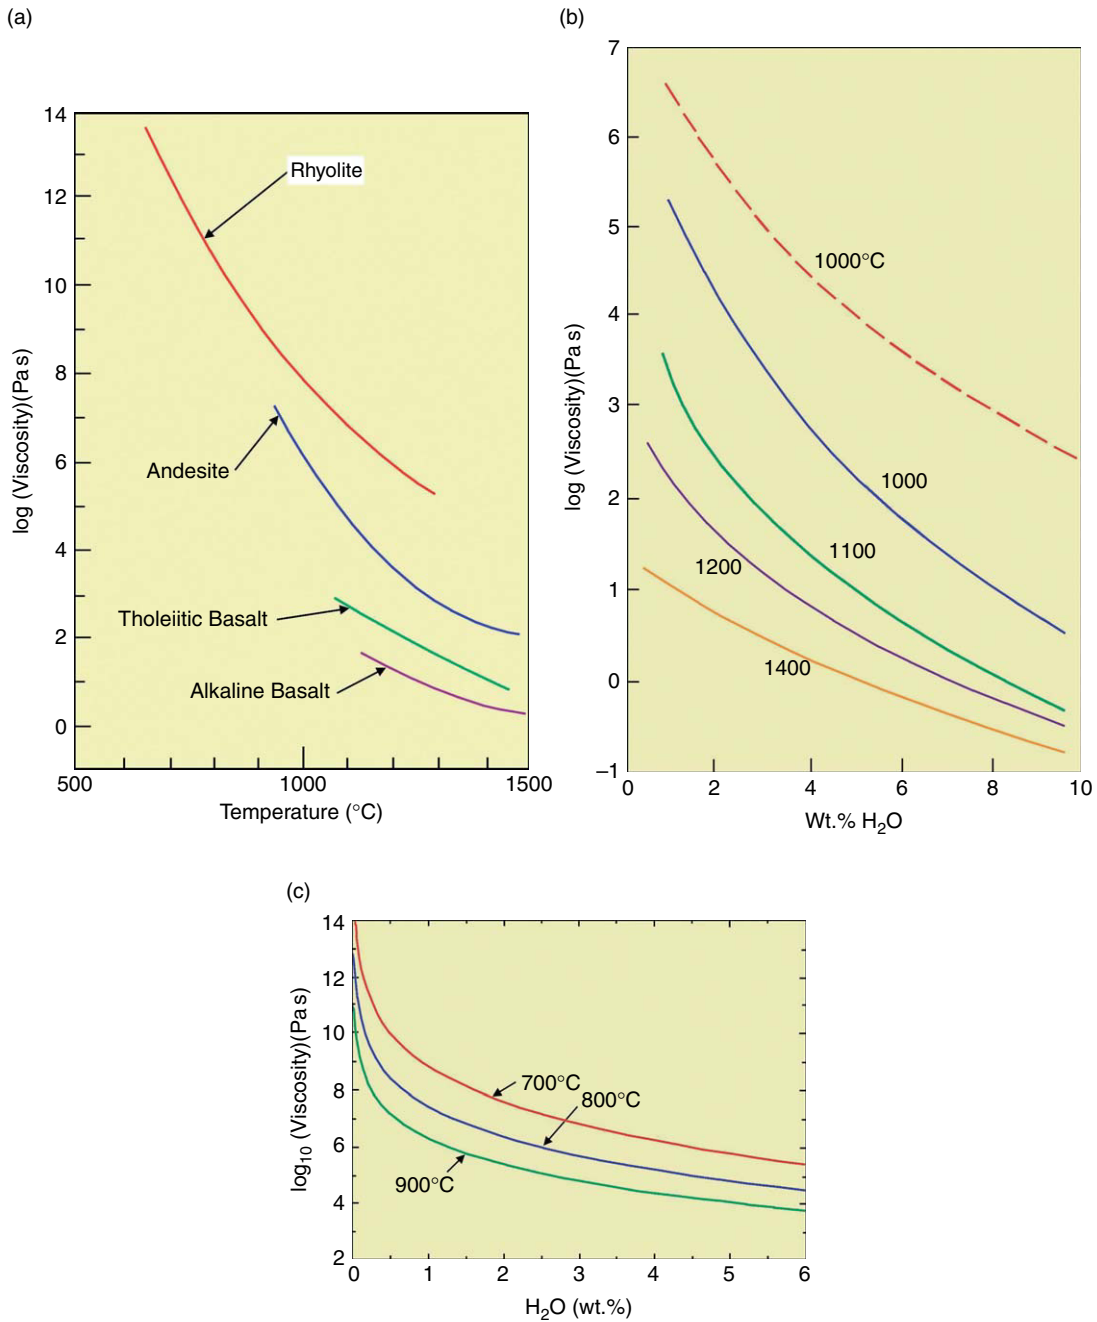 (a)
14
12
10
8
6
4
2
0
log (Viscosity)(Pa s)
Rhyolite
Andesite
Tholeiitic Basalt
Alkaline Basalt
500
1000
1500
Temperature (°C)
(b)
7
6
5
4
3
2
1
0
–1
log (Viscosity)(Pa s)
1000°C
1000
1100
1200
1400
0
2
4
6
8
10
Wt.% H₂O
(c)
14
12
10
8
6
4
2
log₁₀ (Viscosity)(Pa s)
700°C
800°C
900°C
0
1
2
3
4
5
6
H₂O (wt.%)